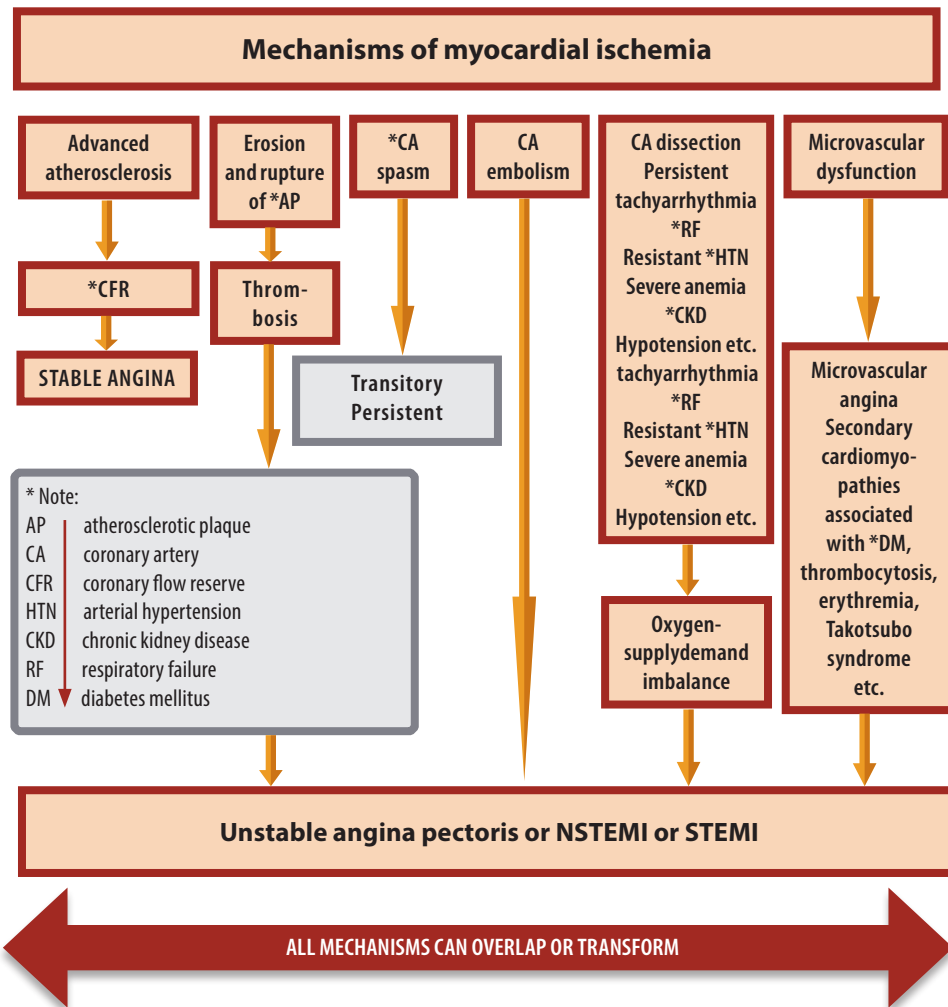 Mechanisms of myocardial ischemia
Advanced
atherosclerosis
*CFR
STABLE ANGINA
Erosion
and rupture
of *AP
Throm-
bosis
*CA
spasm
Transitory
Persistent
CA
embolism
CA dissection
Persistent
tachyarrhythmia
*RF
Resistant *HTN
Severe anemia
*CKD
Hypotension etc.
tachyarrhythmia
*RF
Resistant *HTN
Severe anemia
*CKD
Hypotension etc.
Oxygen-
supplydemand
imbalance
Microvascular
dysfunction
Microvascular
angina
Secondary
cardiomyo-
pathies
associated
with *DM,
thrombocytosis,
erythremia,
Takotsubo
syndrome
etc.
* Note:
AP atherosclerotic plaque
CA coronary artery
CFR coronary flow reserve
HTN arterial hypertension
CKD chronic kidney disease
RF respiratory failure
DM diabetes mellitus
Unstable angina pectoris or NSTEMI or STEMI
ALL MECHANISMS CAN OVERLAP OR TRANSFORM